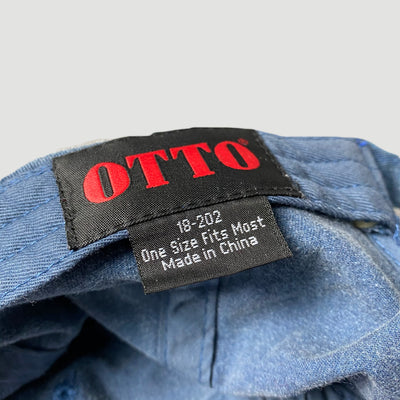 OTTO
18-202
One Size Fits Most
Made in China